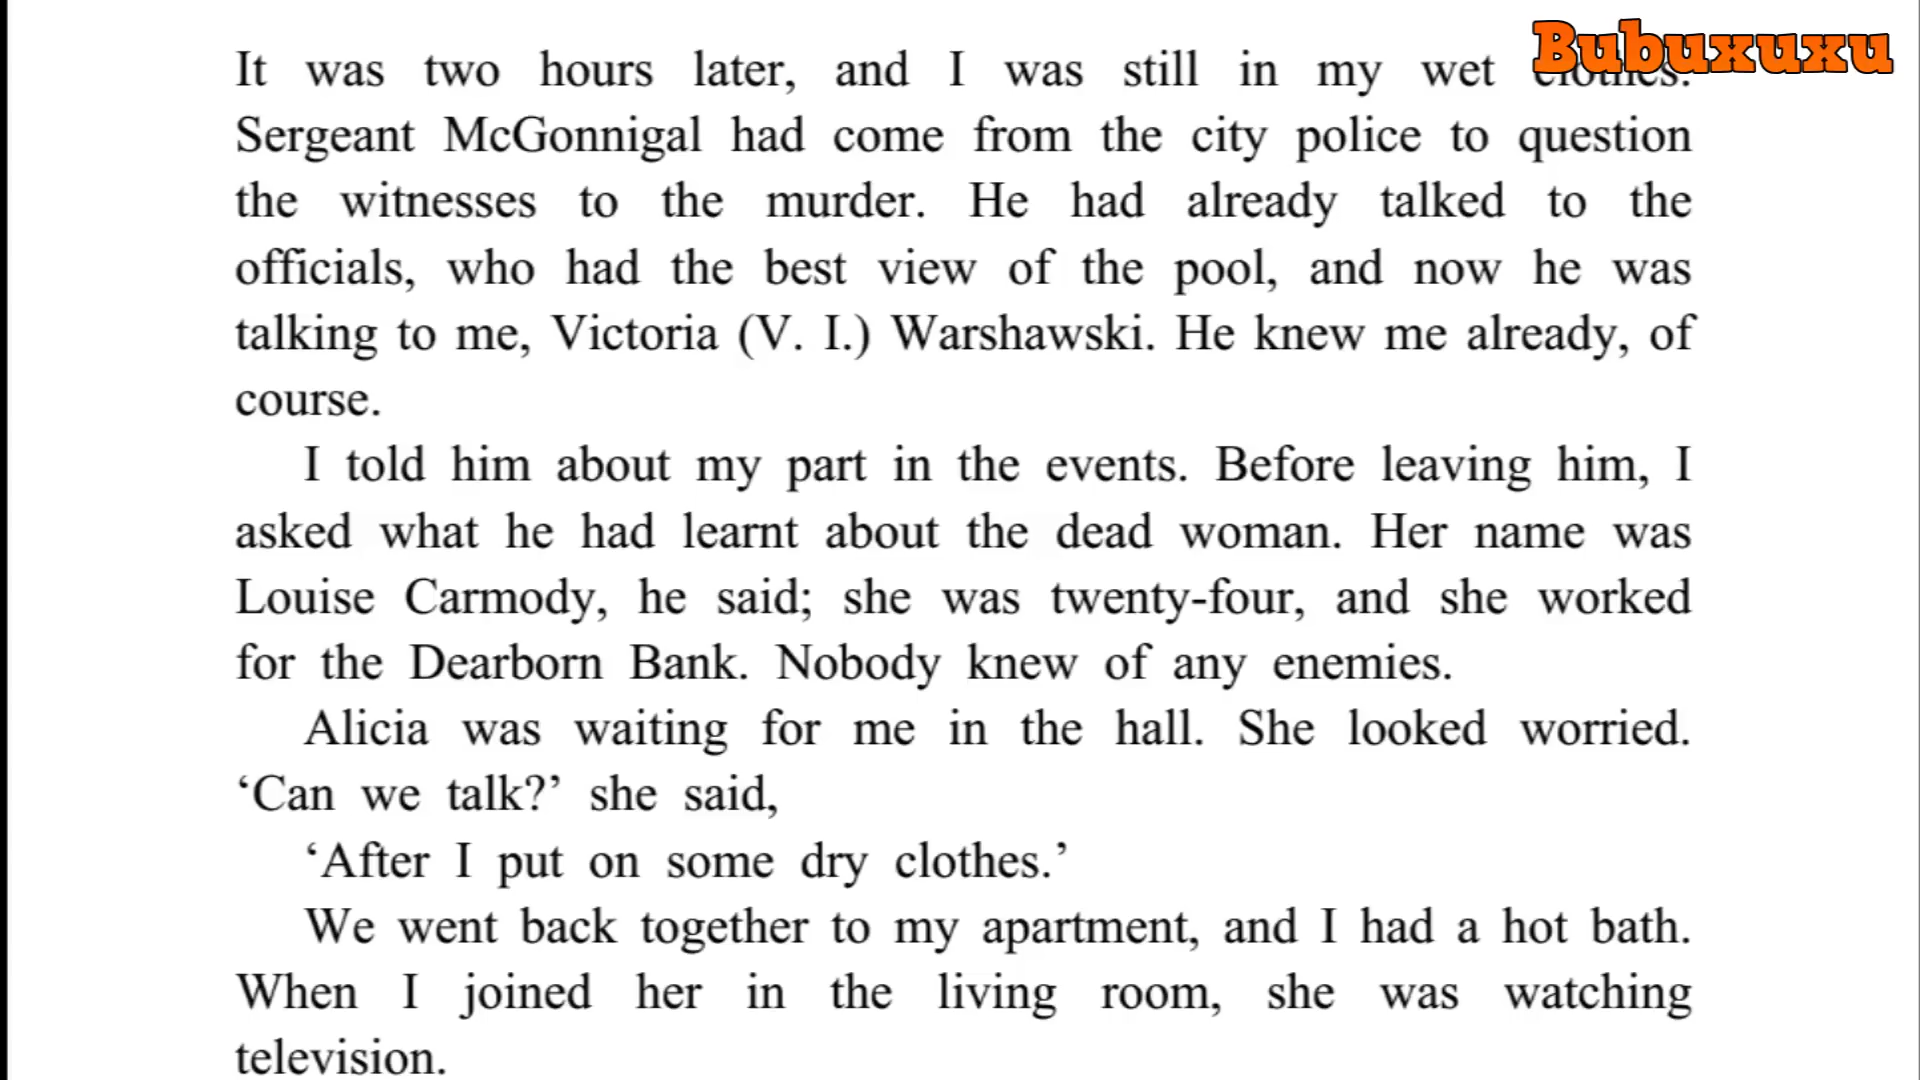 Bubuxuxu
It was two hours later, and I was still in my wet clothes.
Sergeant McGonnigal had come from the city police to question
the witnesses to the murder. He had already talked to the
officials, who had the best view of the pool, and now he was
talking to me, Victoria (V. I.) Warshawski. He knew me already, of
course.
I told him about my part in the events. Before leaving him, I
asked what he had learnt about the dead woman. Her name was
Louise Carmody, he said; she was twenty-four, and she worked
for the Dearborn Bank. Nobody knew of any enemies.
Alicia was waiting for me in the hall. She looked worried.
‘Can we talk?’ she said,
‘After I put on some dry clothes.’
We went back together to my apartment, and I had a hot bath.
When I joined her in the living room, she was watching
television.